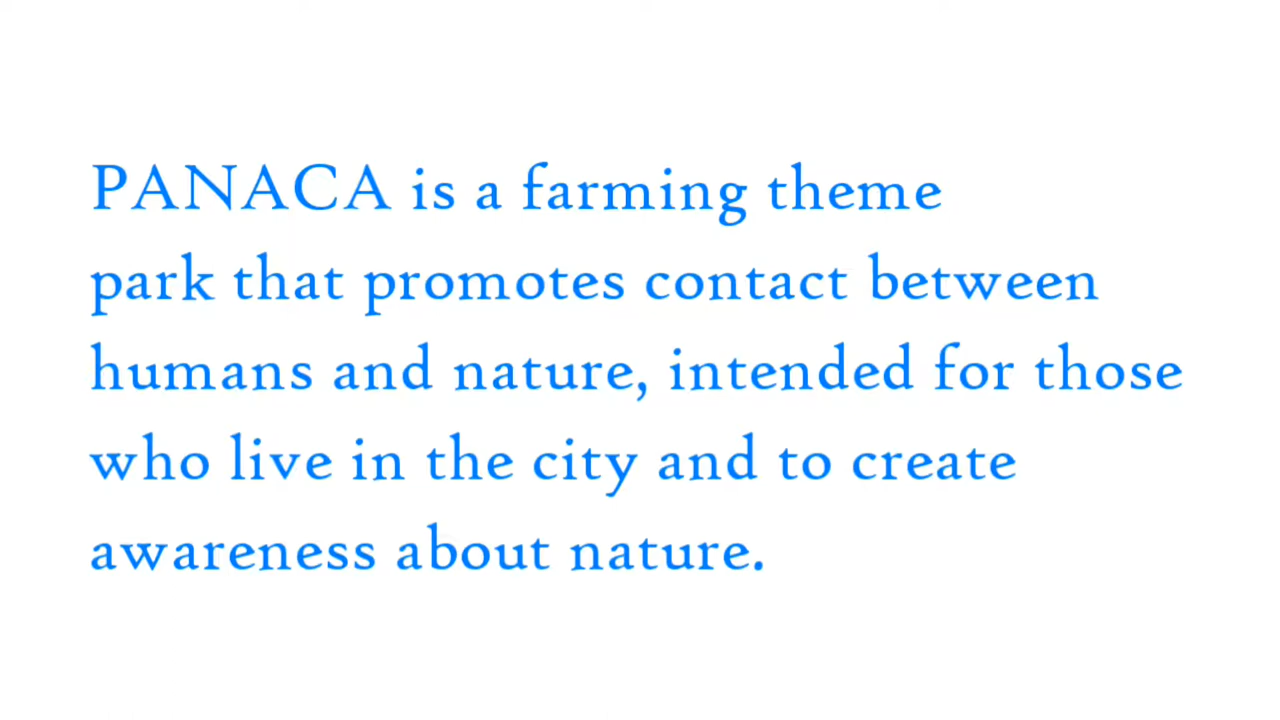 PANACA is a farming theme
park that promotes contact between
humans and nature, intended for those
who live in the city and to create
awareness about nature.